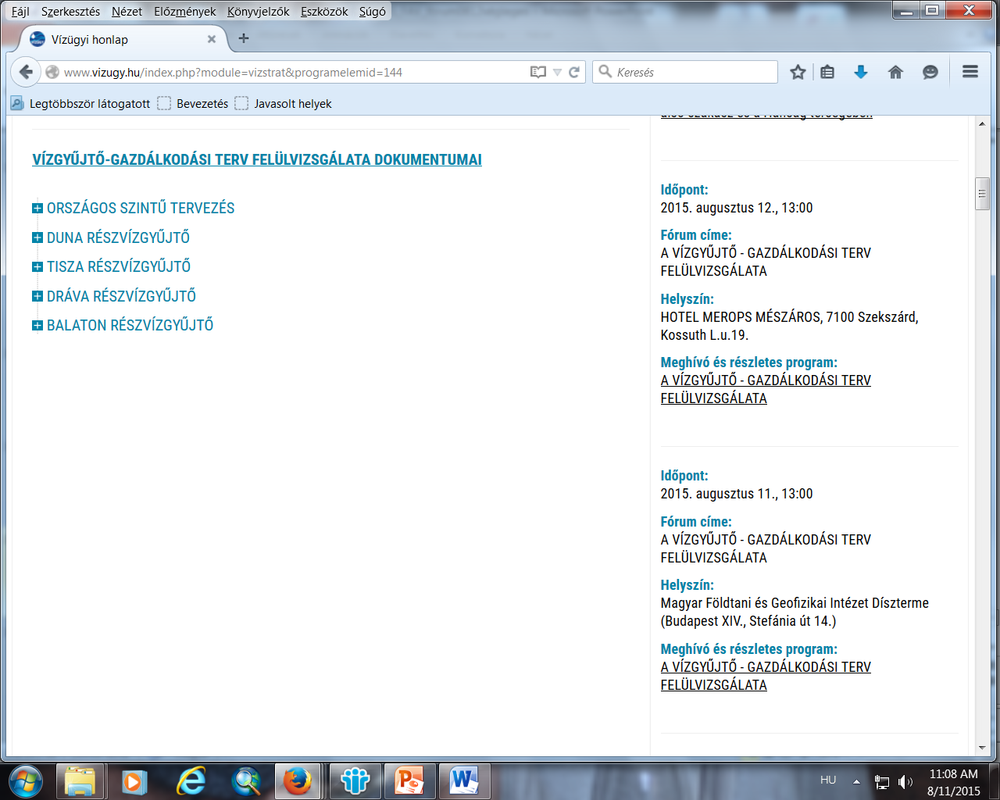 Fájl Szerkesztés Nézet Előzmények Könyvjelzők Eszközök Súgó
Vízügyi honlap
www.vizugy.hu/index.php?module=vizstrat&programelemid=144
Keresés
Legtöbbször látogatott Bevezetés Javasolt helyek
VÍZGYŰJTŐ-GAZDÁLKODÁSI TERV FELÜLVIZSGÁLATA DOKUMENTUMAI
ORSZÁGOS SZINTŰ TERVEZÉS
DUNA RÉSZVÍZGYŰJTŐ
TISZA RÉSZVÍZGYŰJTŐ
DRÁVA RÉSZVÍZGYŰJTŐ
BALATON RÉSZVÍZGYŰJTŐ
Időpont:
2015. augusztus 12., 13:00
Fórum címe:
A VÍZGYŰJTŐ - GAZDÁLKODÁSI TERV
FELÜLVIZSGÁLATA
Helyszín:
HOTEL MEROPS MÉSZÁROS, 7100 Szekszárd,
Kossuth L.u.19.
Meghívó és részletes program:
A VÍZGYŰJTŐ - GAZDÁLKODÁSI TERV
FELÜLVIZSGÁLATA
Időpont:
2015. augusztus 11., 13:00
Fórum címe:
A VÍZGYŰJTŐ - GAZDÁLKODÁSI TERV
FELÜLVIZSGÁLATA
Helyszín:
Magyar Földtani és Geofizikai Intézet Díszterme
(Budapest XIV., Stefánia út 14.)
Meghívó és részletes program:
A VÍZGYŰJTŐ - GAZDÁLKODÁSI TERV
FELÜLVIZSGÁLATA
HU
11:08 AM
8/11/2015